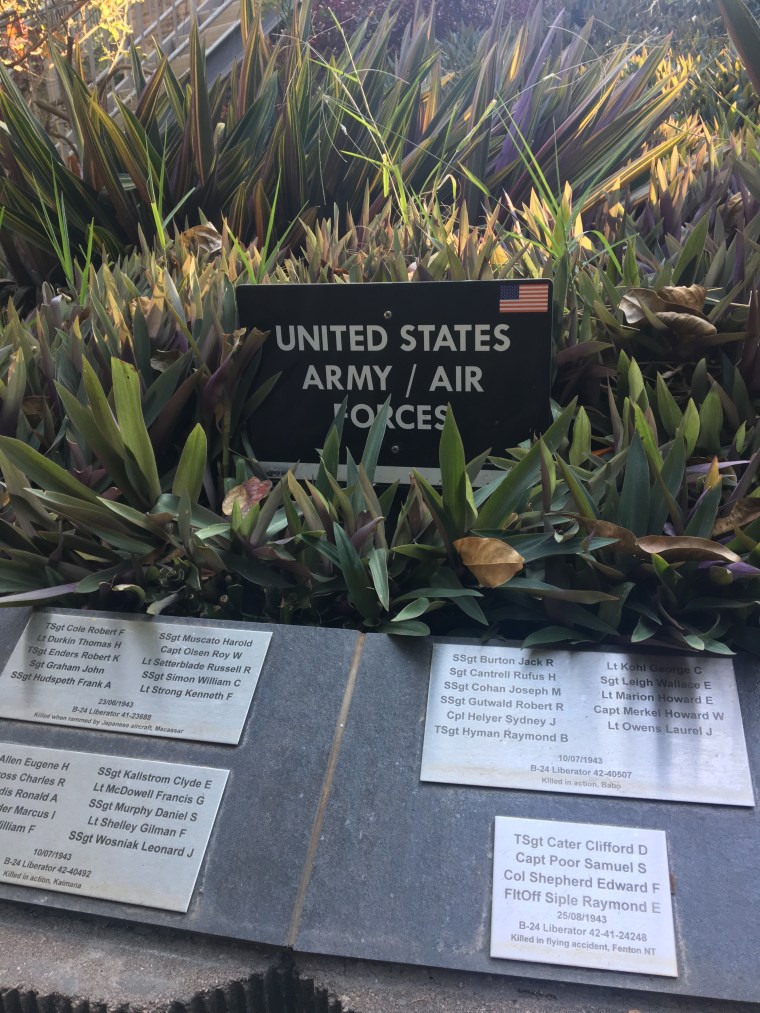 UNITED STATES
ARMY / AIR
FORCES
TSgt Cole Robert F
Lt Durkin Thomas H
TSgt Enders Robert K
Sgt Graham John
SSgt Hudspeth Frank A
SSgt Muscato Harold
Capt Olsen Roy W
Lt Setterblade Russell R
SSgt Simon William C
Lt Strong Kenneth F
23/06/1943
B-24 Liberator 41-23688
Killed when rammed by Japanese aircraft, Macassar
Allen Eugene H
Charles R
Ronald A
Marcus I
F
SSgt Kallstrom Clyde E
Lt McDowell Francis G
SSgt Murphy Daniel S
Lt Shelley Gilman F
SSgt Wosniak Leonard J
10/07/1943
B-24 Liberator 42-40492
Killed in action, Kaimana
SSgt Burton Jack R
Sgt Cantrell Rufus H
SSgt Cohan Joseph M
SSgt Gutwald Robert R
Cpl Helyer Sydney J
TSgt Hyman Raymond B
Lt Kohl George C
Sgt Leigh Wallace E
Lt Marion Howard E
Capt Merkel Howard W
Lt Owens Laurel J
10/07/1943
B-24 Liberator 42-40507
Killed in action, Babo
TSgt Cater Clifford D
Capt Poor Samuel S
Col Shepherd Edward F
FltOff Siple Raymond E
25/08/1943
B-24 Liberator 42-41-24248
Killed in flying accident, Fenton NT